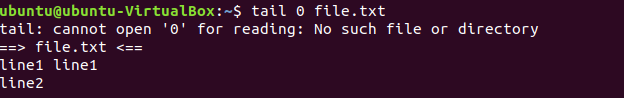 ubuntu@ubuntu-VirtualBox:~$ tail 0 file.txt
tail: cannot open '0' for reading: No such file or directory
==> file.txt <==
line1 line1
line2